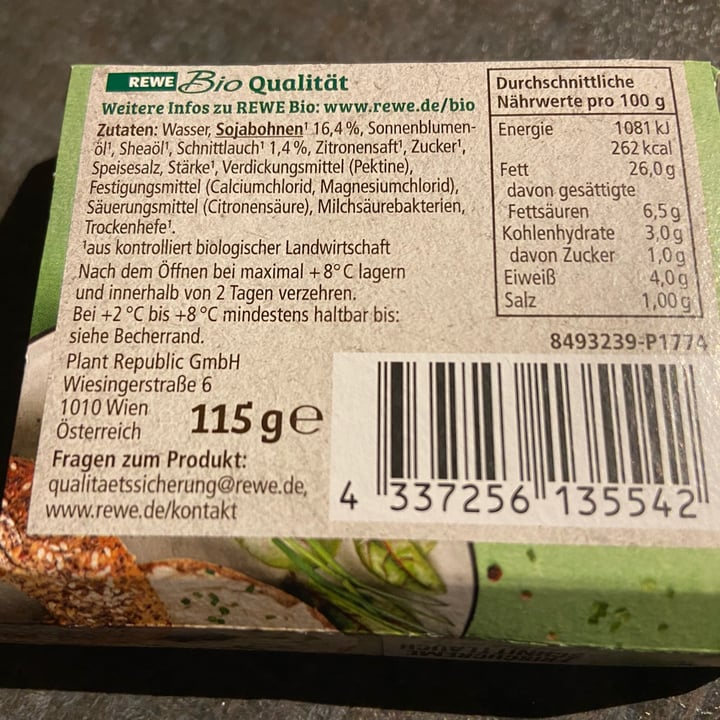 REWE Bio Qualität
Weitere Infos zu REWE Bio: www.rewe.de/bio
Zutaten: Wasser, Sojabohnen¹ 16,4 %, Sonnenblumen-
öl¹, Sheaöl¹, Schnittlauch¹ 1,4 %, Zitronensaft¹, Zucker¹,
Speisesalz, Stärke¹, Verdickungsmittel (Pektine),
Festigungsmittel (Calciumchlorid, Magnesiumchlorid),
Säuerungsmittel (Citronensäure), Milchsäurebakterien,
Trockenhefe¹.
¹aus kontrolliert biologischer Landwirtschaft
Nach dem Öffnen bei maximal +8°C lagern
und innerhalb von 2 Tagen verzehren.
Bei +2 °C bis +8 °C mindestens haltbar bis:
siehe Becherrand.
Plant Republic GmbH
Wiesingerstraße 6
1010 Wien
Österreich
115 g e
Fragen zum Produkt:
qualitaetssicherung@rewe.de,
www.rewe.de/kontakt
Durchschnittliche
Nährwerte pro 100 g
Energie 1081 kJ
262 kcal
Fett 26,0 g
davon gesättigte
Fettsäuren 6,5 g
Kohlenhydrate 3,0 g
davon Zucker 1,0 g
Eiweiß 4,0 g
Salz 1,00 g
8493239-P1774
4 337256 135542